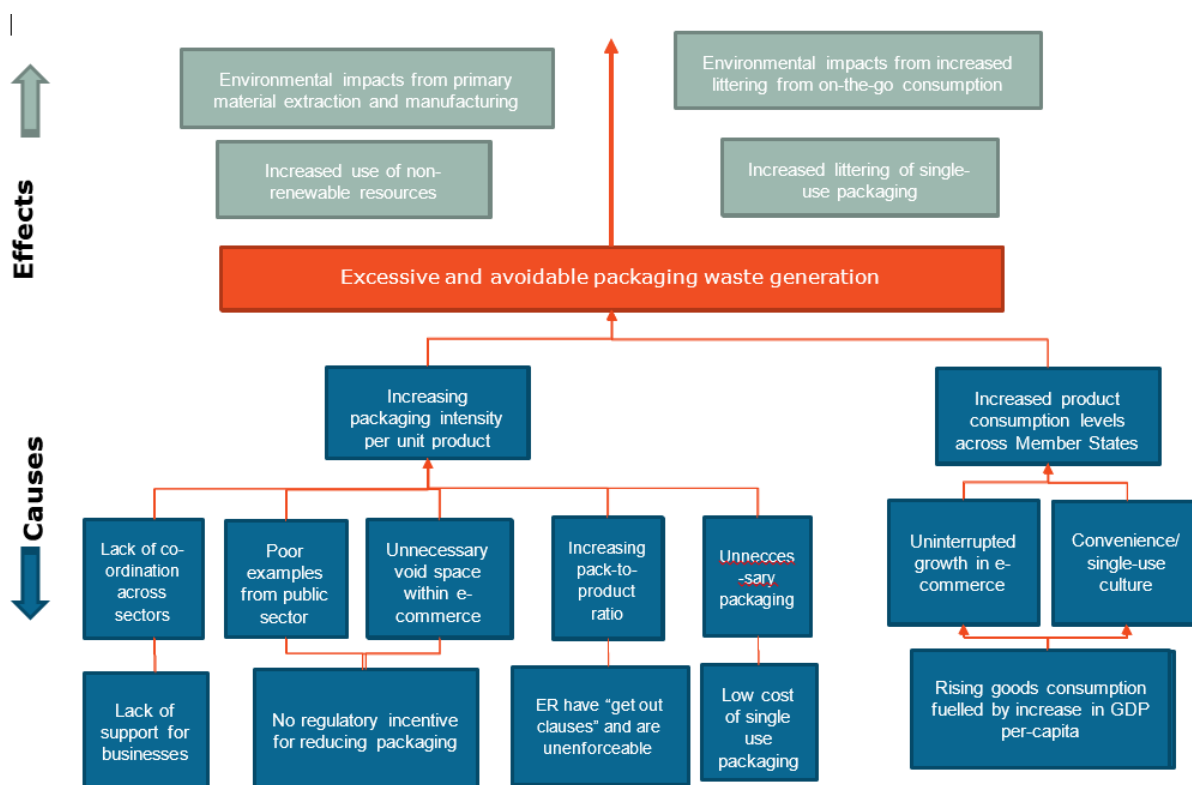 Environmental impacts from primary
material extraction and manufacturing
Environmental impacts from increased
littering from on-the-go consumption
Increased use of non-
renewable resources
Increased littering of single-
use packaging
Effects
Excessive and avoidable packaging waste generation
Increasing
packaging intensity
per unit product
Increased product
consumption levels
across Member States
Causes
Lack of co-
ordination
across
sectors
Poor
examples
from public
sector
Unnecessary
void space
within e-
commerce
Increasing
pack-to-
product
ratio
Unnecces
-sary
packaging
Uninterrupted
growth in e-
commerce
Convenience/
single-use
culture
Lack of
support for
businesses
No regulatory incentive
for reducing packaging
ER have “get out
clauses” and are
unenforceable
Low cost
of single
use
packaging
Rising goods consumption
fuelled by increase in GDP
per-capita